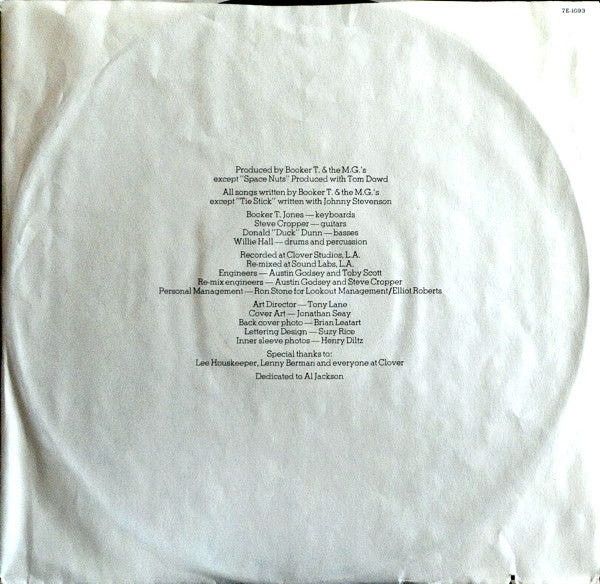 7E-1093
Produced by Booker T. & the M.G.'s
except "Space Nuts" Produced with Tom Dowd
All songs written by Booker T. & the M.G.'s
except "Tie Stick" written with Johnny Stevenson
Booker T. Jones — keyboards
Steve Cropper — guitars
Donald "Duck" Dunn — basses
Willie Hall — drums and percussion
Recorded at Clover Studios, L.A.
Re-mixed at Sound Labs, L.A.
Engineers — Austin Godsey and Toby Scott
Re-mix engineers — Austin Godsey and Steve Cropper
Personal Management — Ron Stone for Lookout Management/Elliot Roberts
Art Director — Tony Lane
Cover Art — Jonathan Seay
Back cover photo — Brian Leatart
Lettering Design — Suzy Rice
Inner sleeve photos — Henry Diltz
Special thanks to:
Lee Houskeeper, Lenny Berman and everyone at Clover
Dedicated to Al Jackson